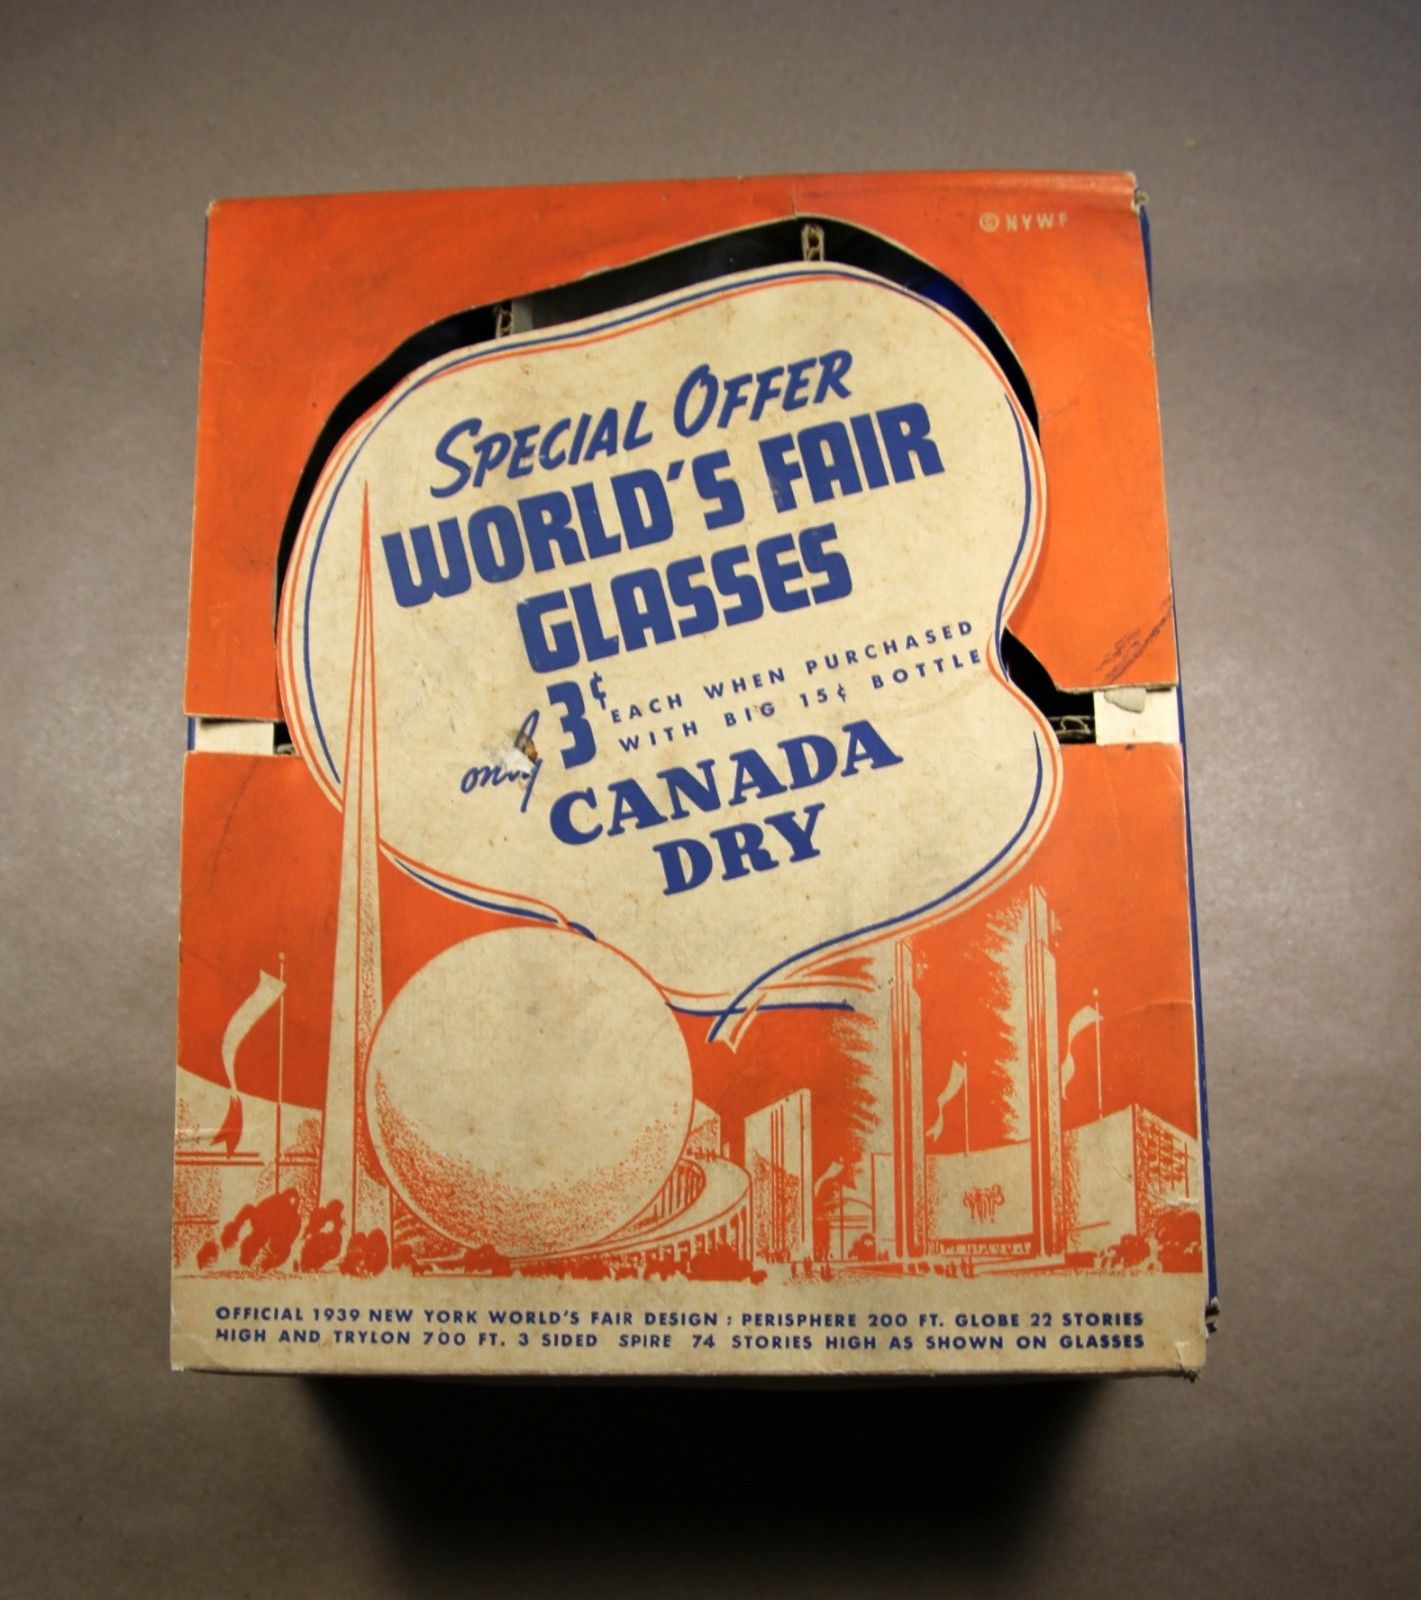 © NYWF
SPECIAL OFFER
WORLD'S FAIR
GLASSES
only 3¢ EACH WHEN PURCHASED
WITH BIG 15¢ BOTTLE
CANADA
DRY
OFFICIAL 1939 NEW YORK WORLD'S FAIR DESIGN : PERISPHERE 200 FT. GLOBE 22 STORIES
HIGH AND TRYLON 700 FT. 3 SIDED SPIRE 74 STORIES HIGH AS SHOWN ON GLASSES